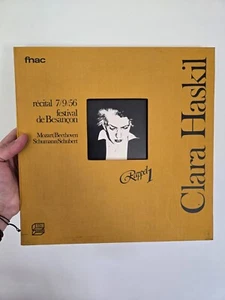 fnac
récital 7/9/56
festival
de Besançon
Mozart/Beethoven
Schumann/Schubert
Rappel 1
Clara Haskil